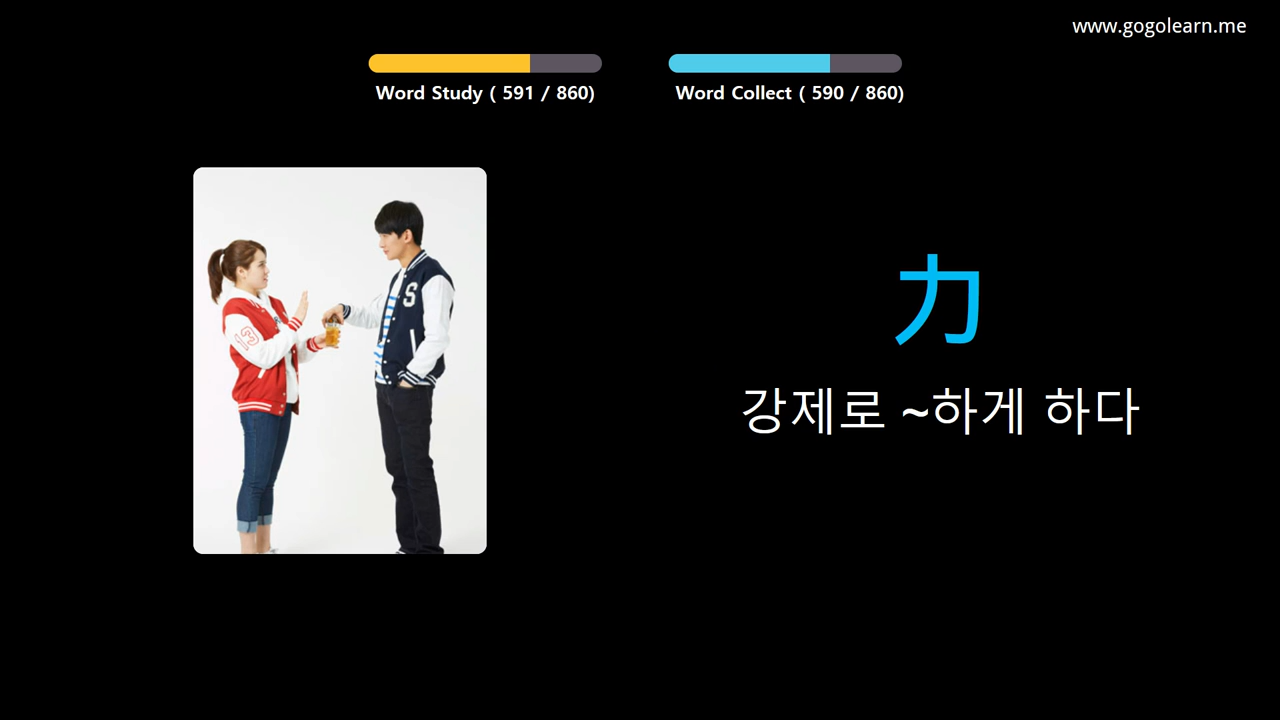 www.gogolearn.me
Word Study ( 591 / 860)
Word Collect ( 590 / 860)
S
13
力
강제로 ~하게 하다